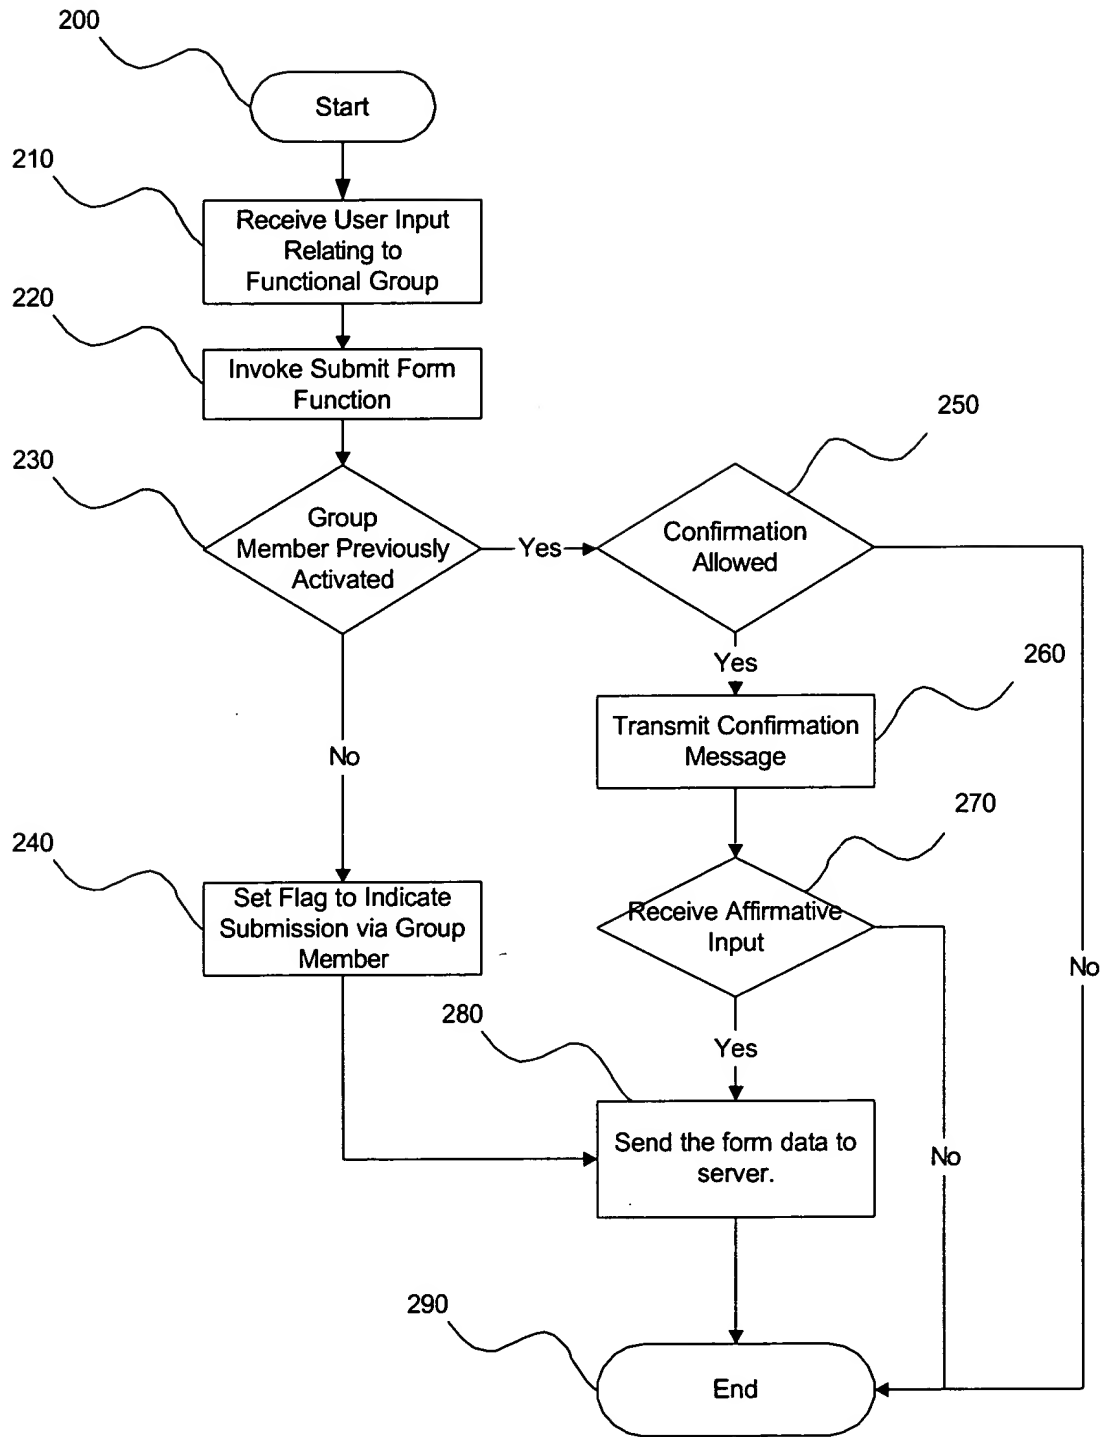 200
Start
210
Receive User Input
Relating to
Functional Group
220
Invoke Submit Form
Function
230
Group
Member Previously
Activated
Yes
250
Confirmation
Allowed
Yes
260
Transmit Confirmation
Message
No
270
240
Set Flag to Indicate
Submission via Group
Member
Receive Affirmative
Input
No
280
Yes
Send the form data to
server.
No
290
End